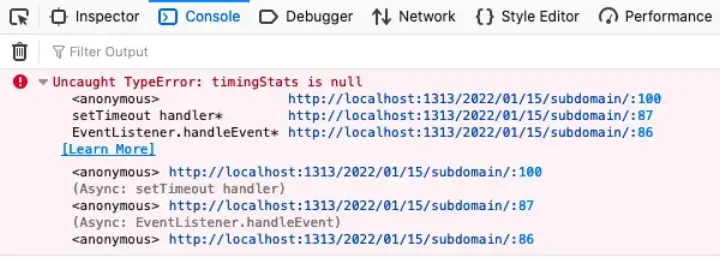 Inspector Console Debugger Network Style Editor Performance
Filter Output
Uncaught TypeError: timingStats is null
<anonymous> http://localhost:1313/2022/01/15/subdomain/:100
setTimeout handler* http://localhost:1313/2022/01/15/subdomain/:87
EventListener.handleEvent* http://localhost:1313/2022/01/15/subdomain/:86
[Learn More]
<anonymous> http://localhost:1313/2022/01/15/subdomain/:100
(Async: setTimeout handler)
<anonymous> http://localhost:1313/2022/01/15/subdomain/:87
(Async: EventListener.handleEvent)
<anonymous> http://localhost:1313/2022/01/15/subdomain/:86